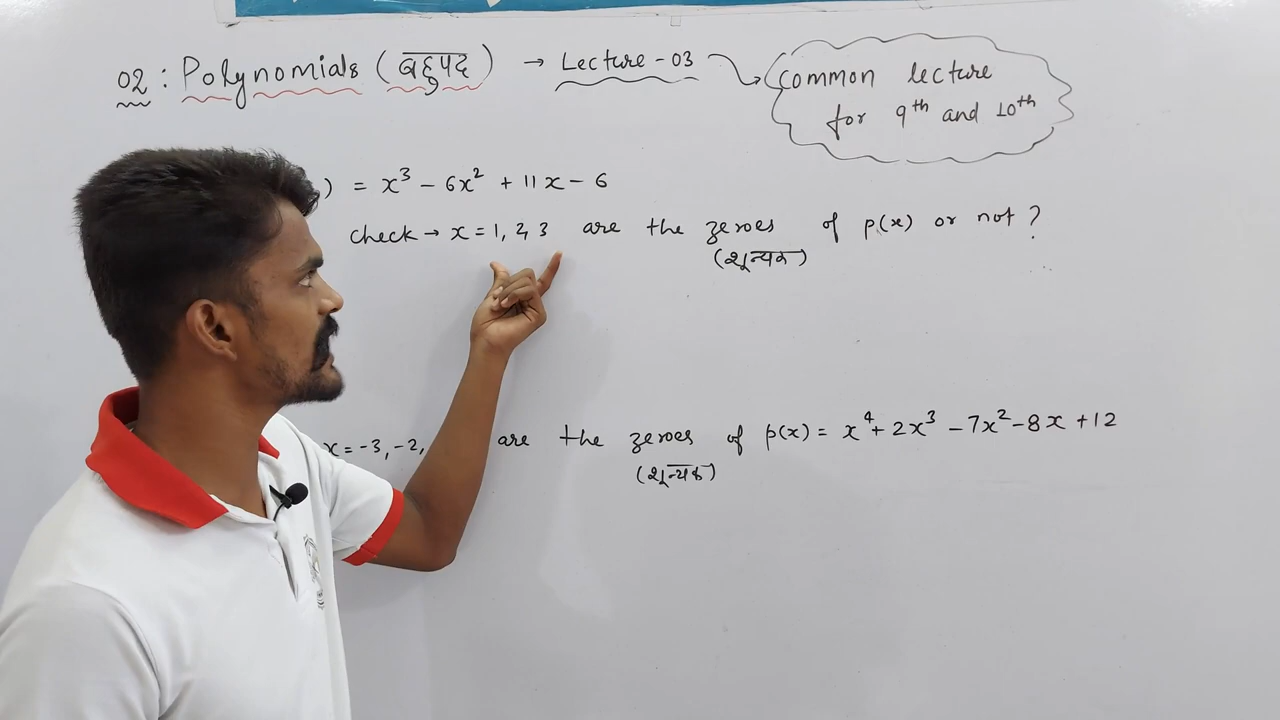 02 : Polynomials (बहुपद) → Lecture - 03
common lecture
for 9th and 10th
) = x³ - 6x² + 11x - 6
check → x = 1, 2, 3 are the zeroes of p(x) or not ?
(शून्यक)
x = -3, -2, are the zeroes of p(x) = x⁴ + 2x³ - 7x² - 8x + 12
(शून्यक)